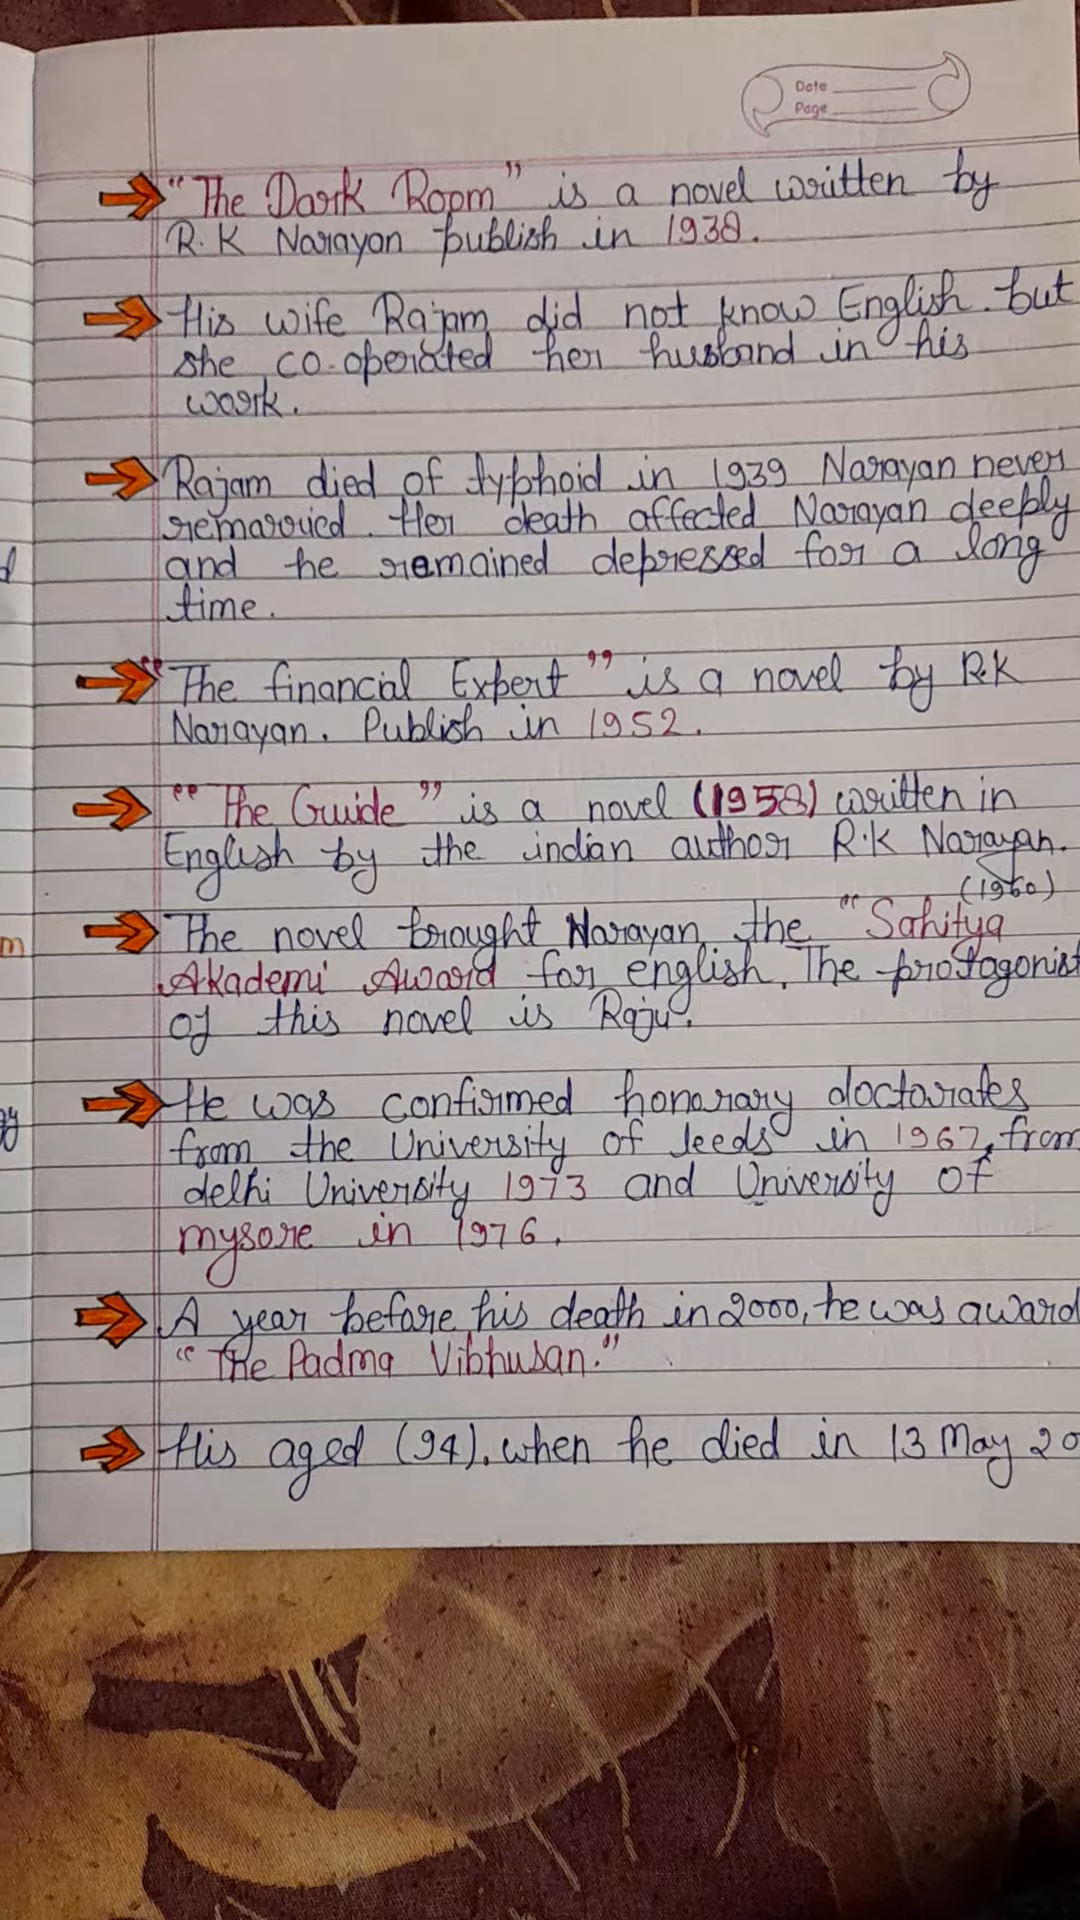 Date
Page
"The Dark Room" is a novel written by
R.K Narayan publish in 1938.
His wife Rajam did not know English. but
she co-operated her husband in his
work.
Rajam died of typhoid in 1939 Narayan never
remarried. Her death affected Narayan deeply
and he remained depressed for a long
time.
"The financial Expert" is a novel by R.K
Narayan. Publish in 1952.
"The Guide" is a novel (1958) written in
English by the indian author R.K Narayan.
(1960)
The novel brought Narayan the "Sahitya
Akademi Award for english. The protagonist
of this novel is Raju.
He was confirmed honorary doctorates
from the University of leeds in 1967, from
delhi University 1973 and University of
mysore in 1976.
A year before his death in 2000, he was award
"The Padma Vibhusan."
His aged (94). when he died in 13 May 20